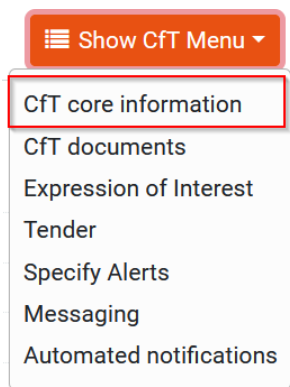 Show CfT Menu
CfT core information
CfT documents
Expression of Interest
Tender
Specify Alerts
Messaging
Automated notifications